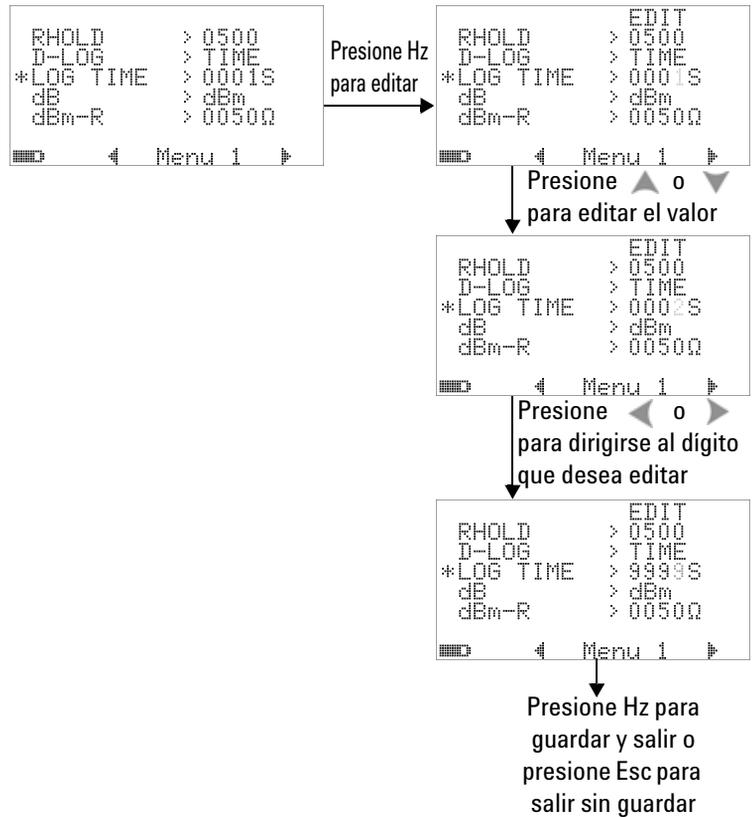 RHOLD > 0500
D-LOG > TIME
*LOG TIME > 0001S
dB > dBm
dBm-R > 0050Ω
Menu 1
Presione Hz
para editar
EDIT
RHOLD > 0500
D-LOG > TIME
*LOG TIME > 0001S
dB > dBm
dBm-R > 0050Ω
Menu 1
Presione o
para editar el valor
EDIT
RHOLD > 0500
D-LOG > TIME
*LOG TIME > 0002S
dB > dBm
dBm-R > 0050Ω
Menu 1
Presione o
para dirigirse al dígito
que desea editar
EDIT
RHOLD > 0500
D-LOG > TIME
*LOG TIME > 9999S
dB > dBm
dBm-R > 0050Ω
Menu 1
Presione Hz para
guardar y salir o
presione Esc para
salir sin guardar